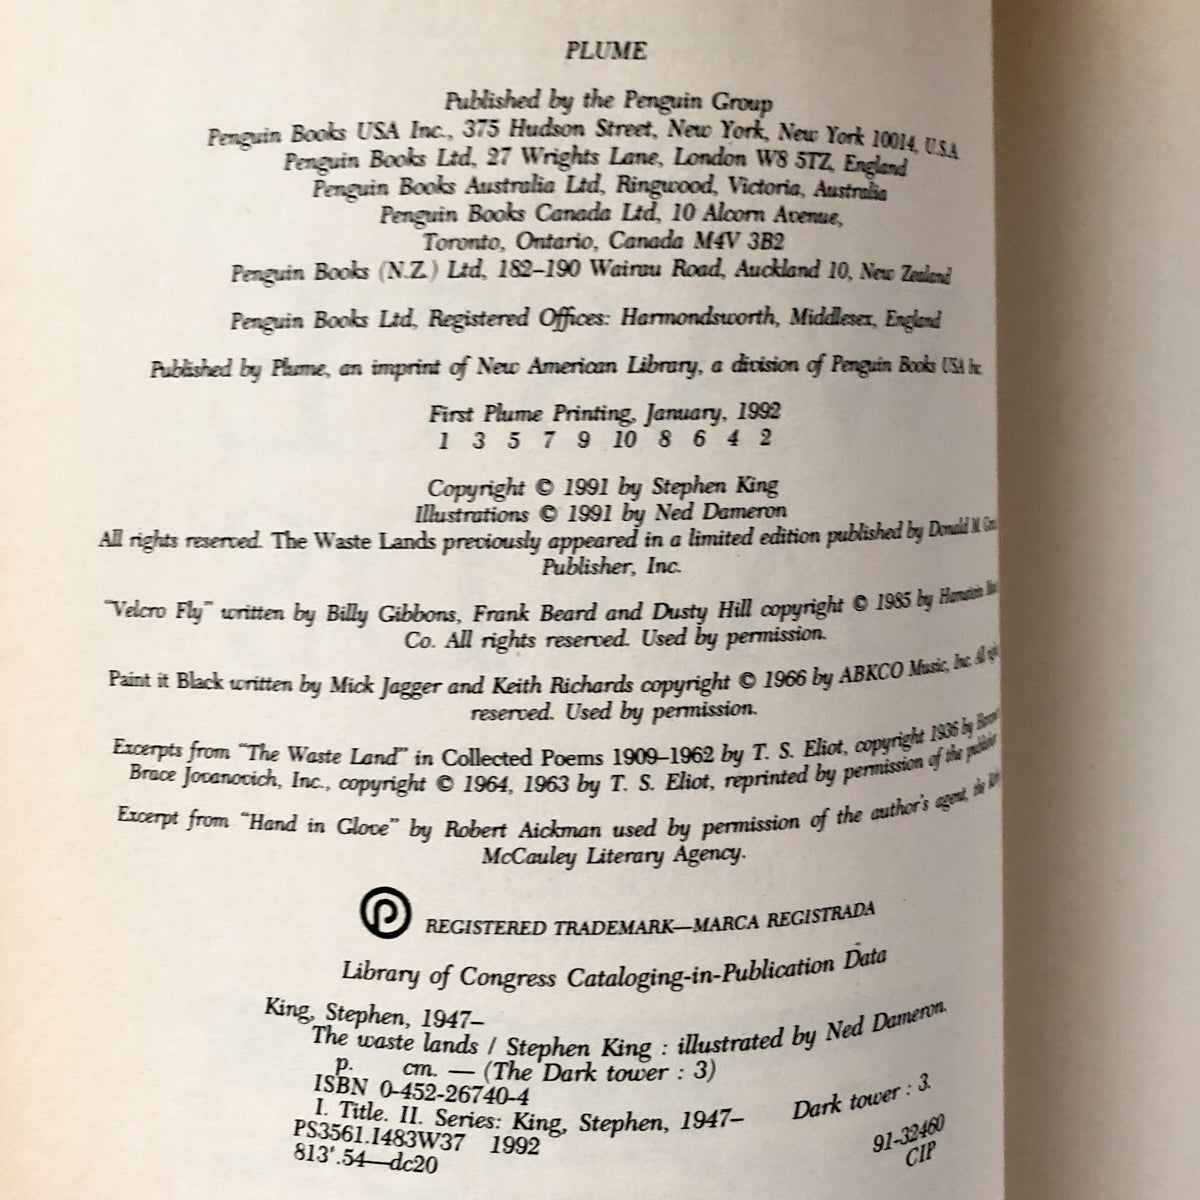 PLUME
Published by the Penguin Group
Penguin Books USA Inc., 375 Hudson Street, New York, New York 10014, U.S.A
Penguin Books Ltd, 27 Wrights Lane, London W8 5TZ, England
Penguin Books Australia Ltd, Ringwood, Victoria, Australia
Penguin Books Canada Ltd, 10 Alcorn Avenue,
Toronto, Ontario, Canada M4V 3B2
Penguin Books (N.Z.) Ltd, 182–190 Wairau Road, Auckland 10, New Zealand
Penguin Books Ltd, Registered Offices: Harmondsworth, Middlesex, England
Published by Plume, an imprint of New American Library, a division of Penguin Books USA Inc.
First Plume Printing, January, 1992
1 3 5 7 9 10 8 6 4 2
Copyright © 1991 by Stephen King
Illustrations © 1991 by Ned Dameron
All rights reserved. The Waste Lands previously appeared in a limited edition published by Donald M.
Publisher, Inc.
"Velcro Fly" written by Billy Gibbons, Frank Beard and Dusty Hill copyright © 1985 by
Co. All rights reserved. Used by permission.
Paint it Black written by Mick Jagger and Keith Richards copyright © 1966 by ABKCO Music, Inc. All
reserved. Used by permission.
Excerpts from "The Waste Land" in Collected Poems 1909–1962 by T. S. Eliot, copyright 1936 by
Brace Jovanovich, Inc., copyright © 1964, 1963 by T. S. Eliot, reprinted by permission of the publisher
Excerpt from "Hand in Glove" by Robert Aickman used by permission of the author's agent, the
McCauley Literary Agency.
REGISTERED TRADEMARK—MARCA REGISTRADA
Library of Congress Cataloging-in-Publication Data
King, Stephen, 1947–
The waste lands / Stephen King : illustrated by Ned Dameron.
p. cm. — (The Dark tower : 3)
ISBN 0-452-26740-4
I. Title. II. Series: King, Stephen, 1947– Dark tower : 3.
PS3561.I483W37 1992
813'.54—dc20 91-32460
CIP